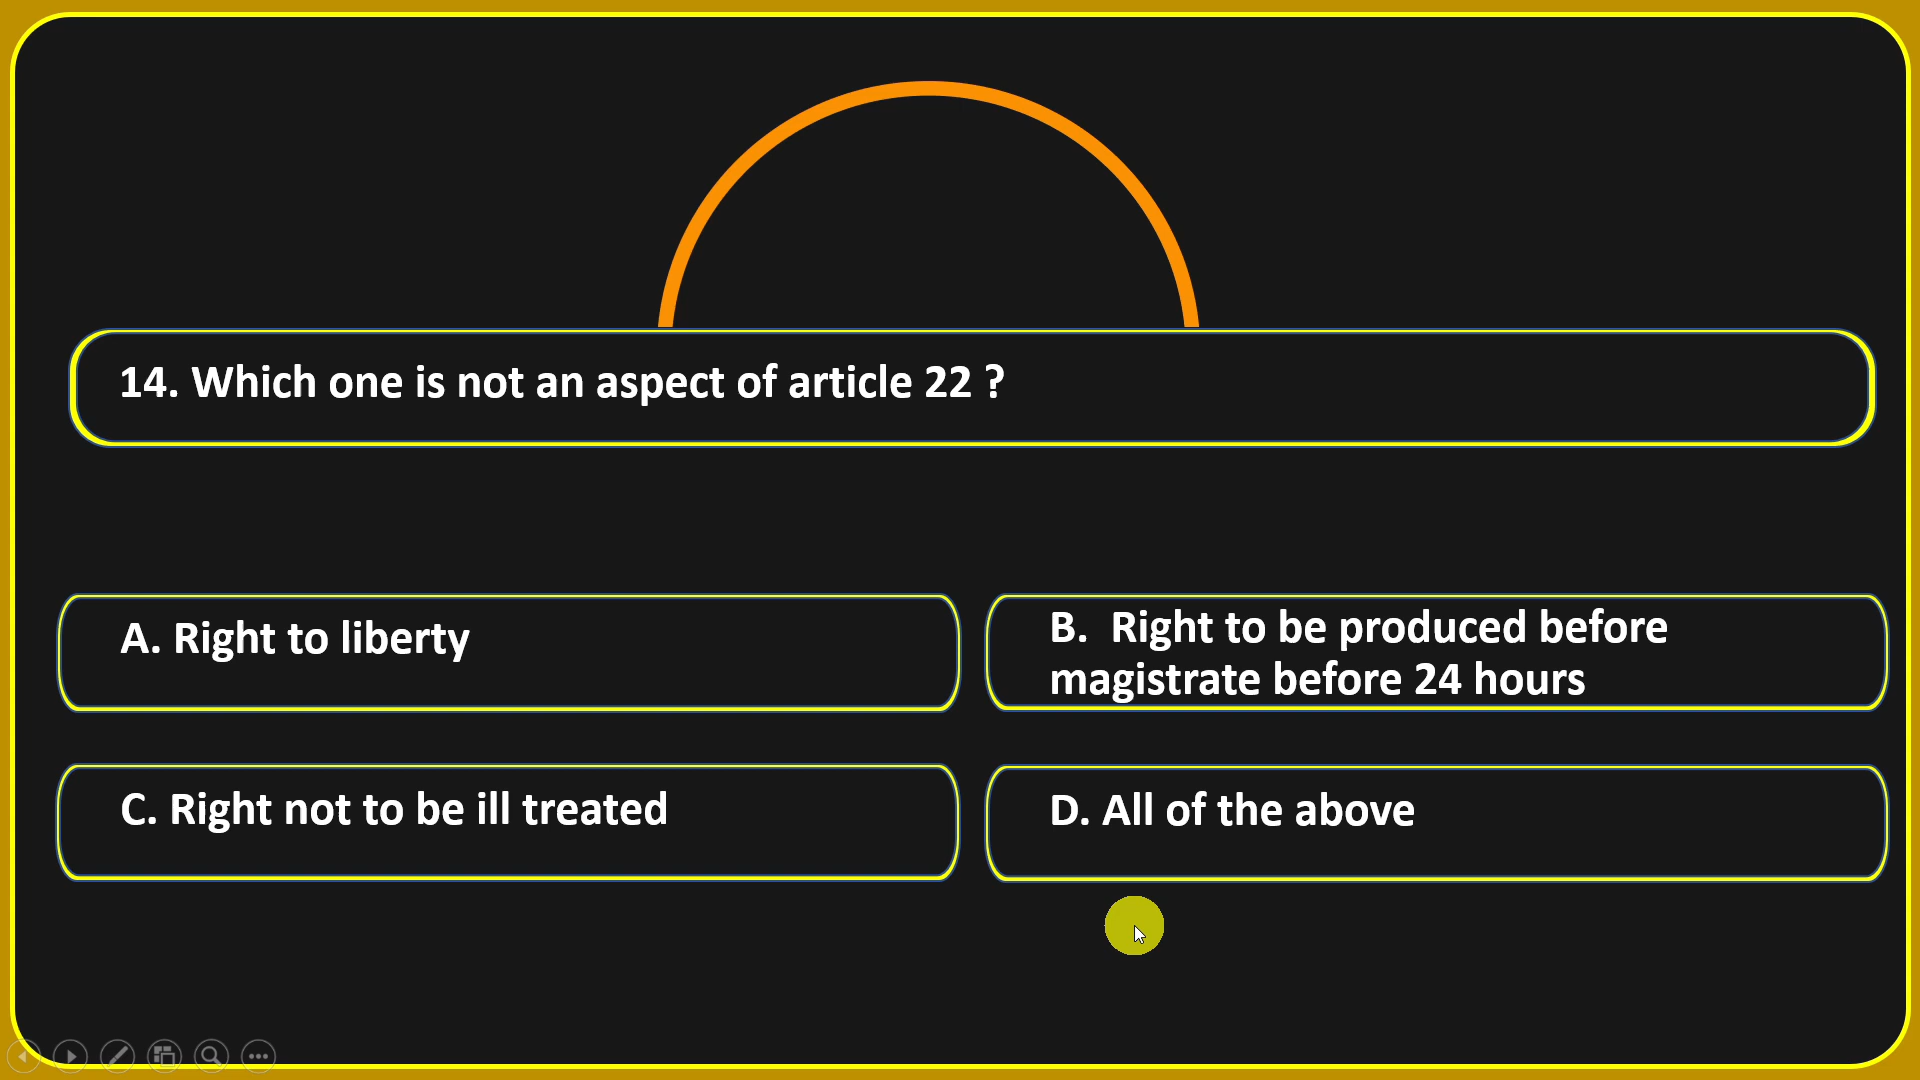 14. Which one is not an aspect of article 22 ?
A. Right to liberty
B.  Right to be produced before
magistrate before 24 hours
C. Right not to be ill treated
D. All of the above